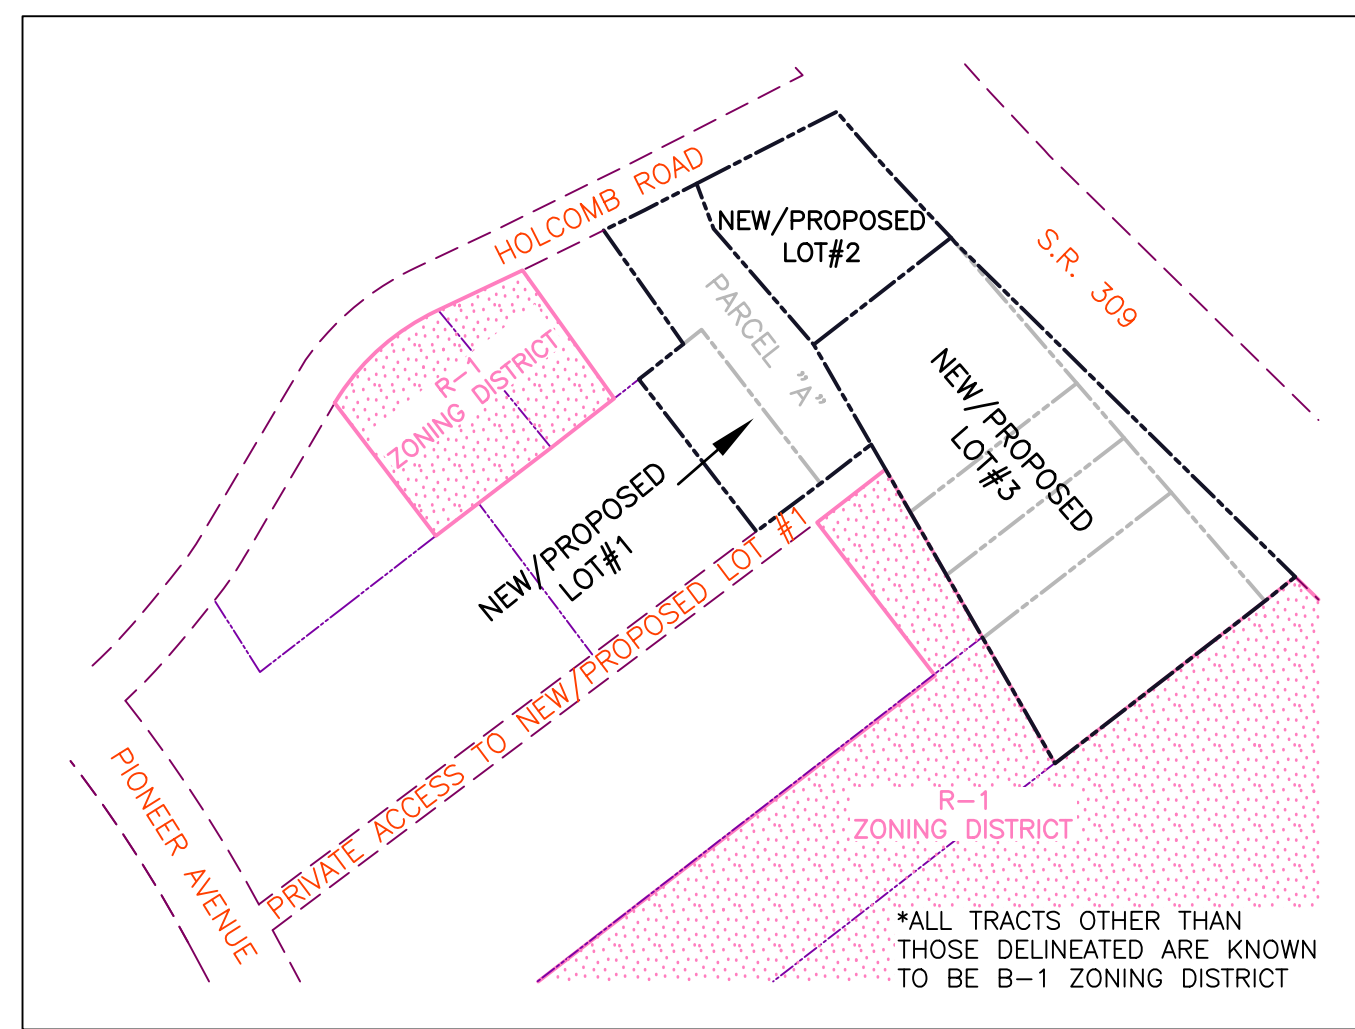 HOLCOMB ROAD
NEW/PROPOSED
LOT#2
S.R. 309
PARCEL "A"
R-1
ZONING DISTRICT
NEW/PROPOSED
LOT#3
NEW/PROPOSED
LOT#1
PRIVATE ACCESS TO NEW/PROPOSED LOT #1
PIONEER AVENUE
R-1
ZONING DISTRICT
*ALL TRACTS OTHER THAN
THOSE DELINEATED ARE KNOWN
TO BE B-1 ZONING DISTRICT